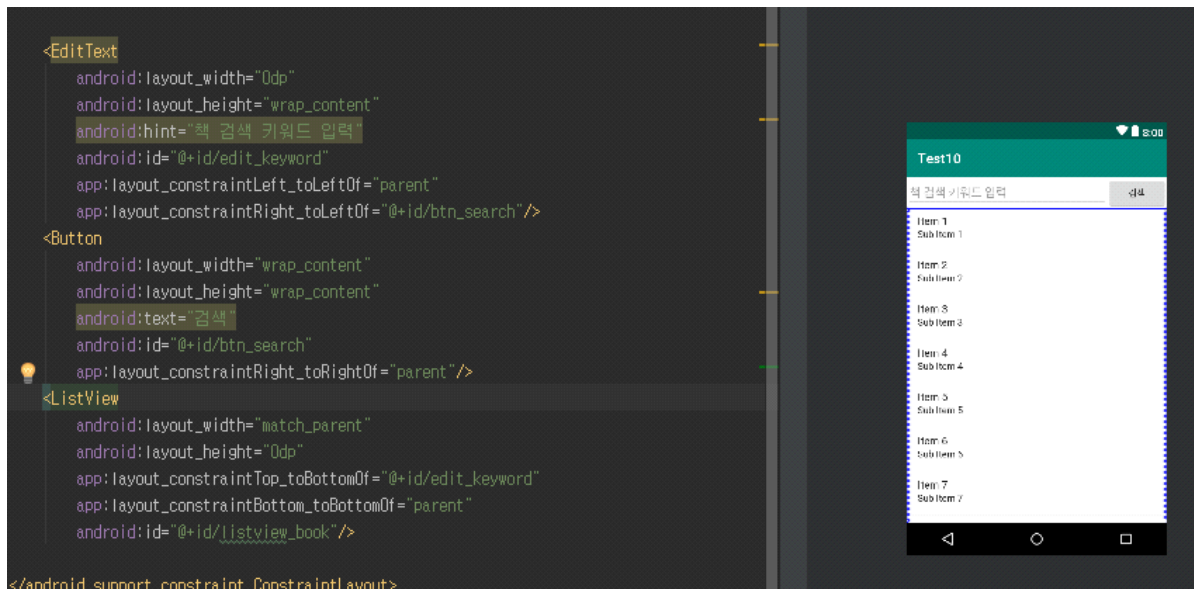 <EditText
android:layout_width="0dp"
android:layout_height="wrap_content"
android:hint="책 검색 키워드 입력"
android:id="@+id/edit_keyword"
app:layout_constraintLeft_toLeftOf="parent"
app:layout_constraintRight_toLeftOf="@+id/btn_search"/>
<Button
android:layout_width="wrap_content"
android:layout_height="wrap_content"
android:text="검색"
android:id="@+id/btn_search"
app:layout_constraintRight_toRightOf="parent"/>
<ListView
android:layout_width="match_parent"
android:layout_height="0dp"
app:layout_constraintTop_toBottomOf="@+id/edit_keyword"
app:layout_constraintBottom_toBottomOf="parent"
android:id="@+id/listview_book"/>
</android.support.constraint.ConstraintLayout>
8:00
Test10
책 검색 키워드 입력
검색
Item 1
Sub Item 1
Item 2
Sub Item 2
Item 3
Sub Item 3
Item 4
Sub Item 4
Item 5
Sub Item 5
Item 6
Sub Item 6
Item 7
Sub Item 7